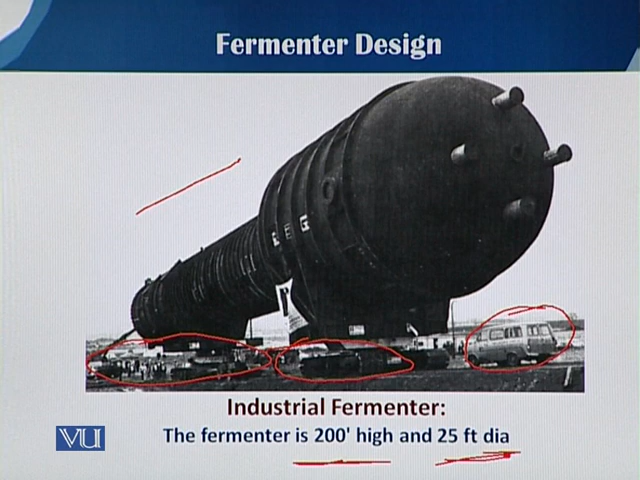 Fermenter Design
Industrial Fermenter:
The fermenter is 200' high and 25 ft dia
VU